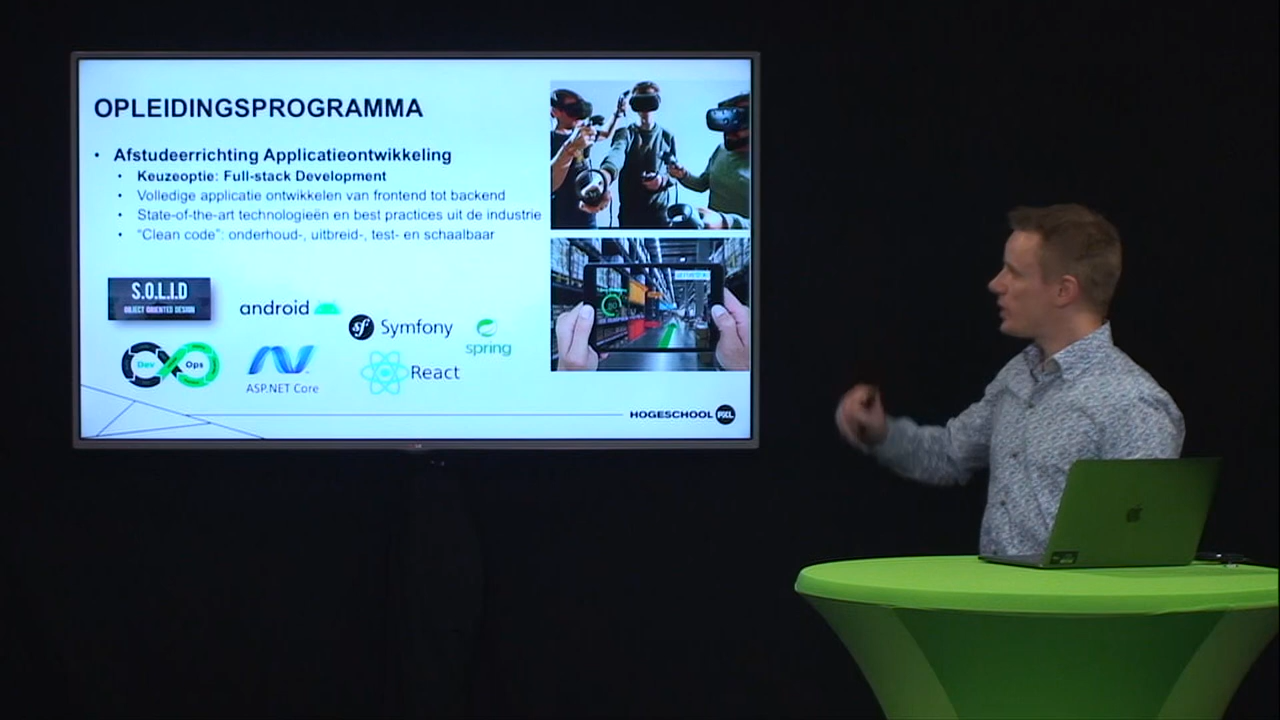 OPLEIDINGSPROGRAMMA
• Afstudeerrichting Applicatieontwikkeling
• Keuzeoptie: Full-stack Development
• Volledige applicatie ontwikkelen van frontend tot backend
• State-of-the-art technologieën en best practices uit de industrie
• “Clean code”: onderhoud-, uitbreid-, test- en schaalbaar
S.O.L.I.D
OBJECT ORIENTED DESIGN
android
sf Symfony
spring
Dev Ops
ASP.NET Core
React
HOGESCHOOL PXL